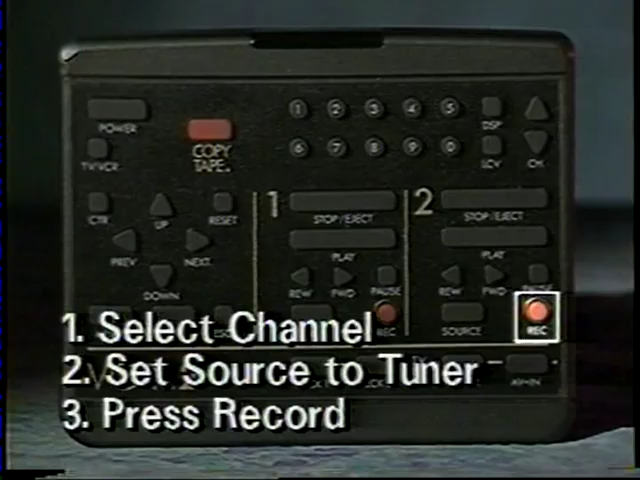 POWER
TV/VCR
COPY
TAPE
1 2 3 4 5
6 7 8 9 0
DSP
LCV
CH
CTR
UP
RESET
PREV
NEXT
DOWN
1
STOP/EJECT
PLAY
REW FWD PAUSE
REC
2
STOP/EJECT
PLAY
REW FWD PAUSE
SOURCE
REC
1. Select Channel
2. Set Source to Tuner
3. Press Record